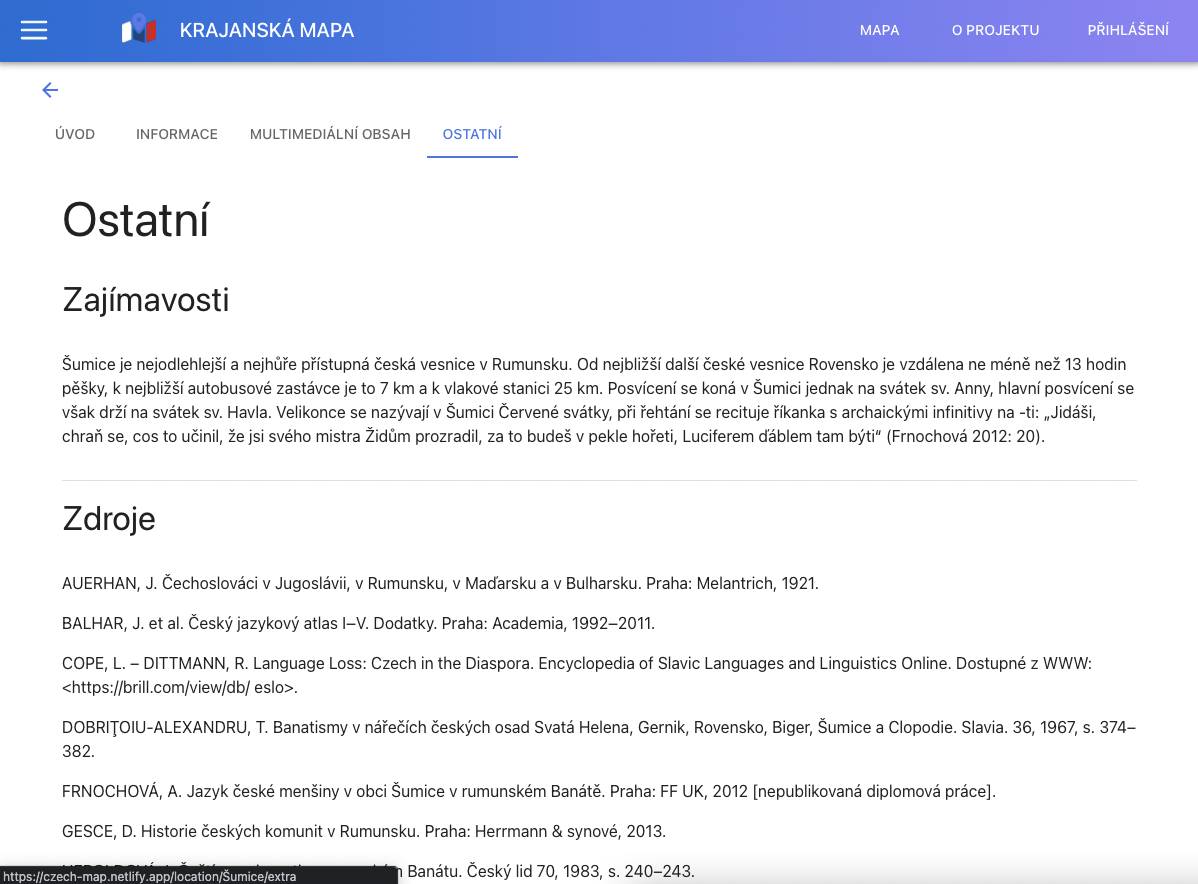 KRAJANSKÁ MAPA
MAPA
O PROJEKTU
PŘIHLÁŠENÍ
ÚVOD
INFORMACE
MULTIMEDIÁLNÍ OBSAH
OSTATNÍ
Ostatní
Zajímavosti
Šumice je nejodlehlejší a nejhůře přístupná česká vesnice v Rumunsku. Od nejbližší další české vesnice Rovensko je vzdálena ne méně než 13 hodin
pěšky, k nejbližší autobusové zastávce je to 7 km a k vlakové stanici 25 km. Posvícení se koná v Šumici jednak na svátek sv. Anny, hlavní posvícení se
však drží na svátek sv. Havla. Velikonce se nazývají v Šumici Červené svátky, při řehtání se recituje říkanka s archaickými infinitivy na -ti: „Jidáši,
chraň se, cos to učinil, že jsi svého mistra Židům prozradil, za to budeš v pekle hořeti, Luciferem ďáblem tam býti“ (Frnochová 2012: 20).
Zdroje
AUERHAN, J. Čechoslováci v Jugoslávii, v Rumunsku, v Maďarsku a v Bulharsku. Praha: Melantrich, 1921.
BALHAR, J. et al. Český jazykový atlas I–V. Dodatky. Praha: Academia, 1992–2011.
COPE, L. – DITTMANN, R. Language Loss: Czech in the Diaspora. Encyclopedia of Slavic Languages and Linguistics Online. Dostupné z WWW:
<https://brill.com/view/db/ eslo>.
DOBRIŢOIU-ALEXANDRU, T. Banatismy v nářečích českých osad Svatá Helena, Gernik, Rovensko, Biger, Šumice a Clopodie. Slavia. 36, 1967, s. 374–
382.
FRNOCHOVÁ, A. Jazyk české menšiny v obci Šumice v rumunském Banátě. Praha: FF UK, 2012 [nepublikovaná diplomová práce].
GESCE, D. Historie českých komunit v Rumunsku. Praha: Herrmann & synové, 2013.
Banátu. Český lid 70, 1983, s. 240–243.
https://czech-map.netlify.app/location/Šumice/extra